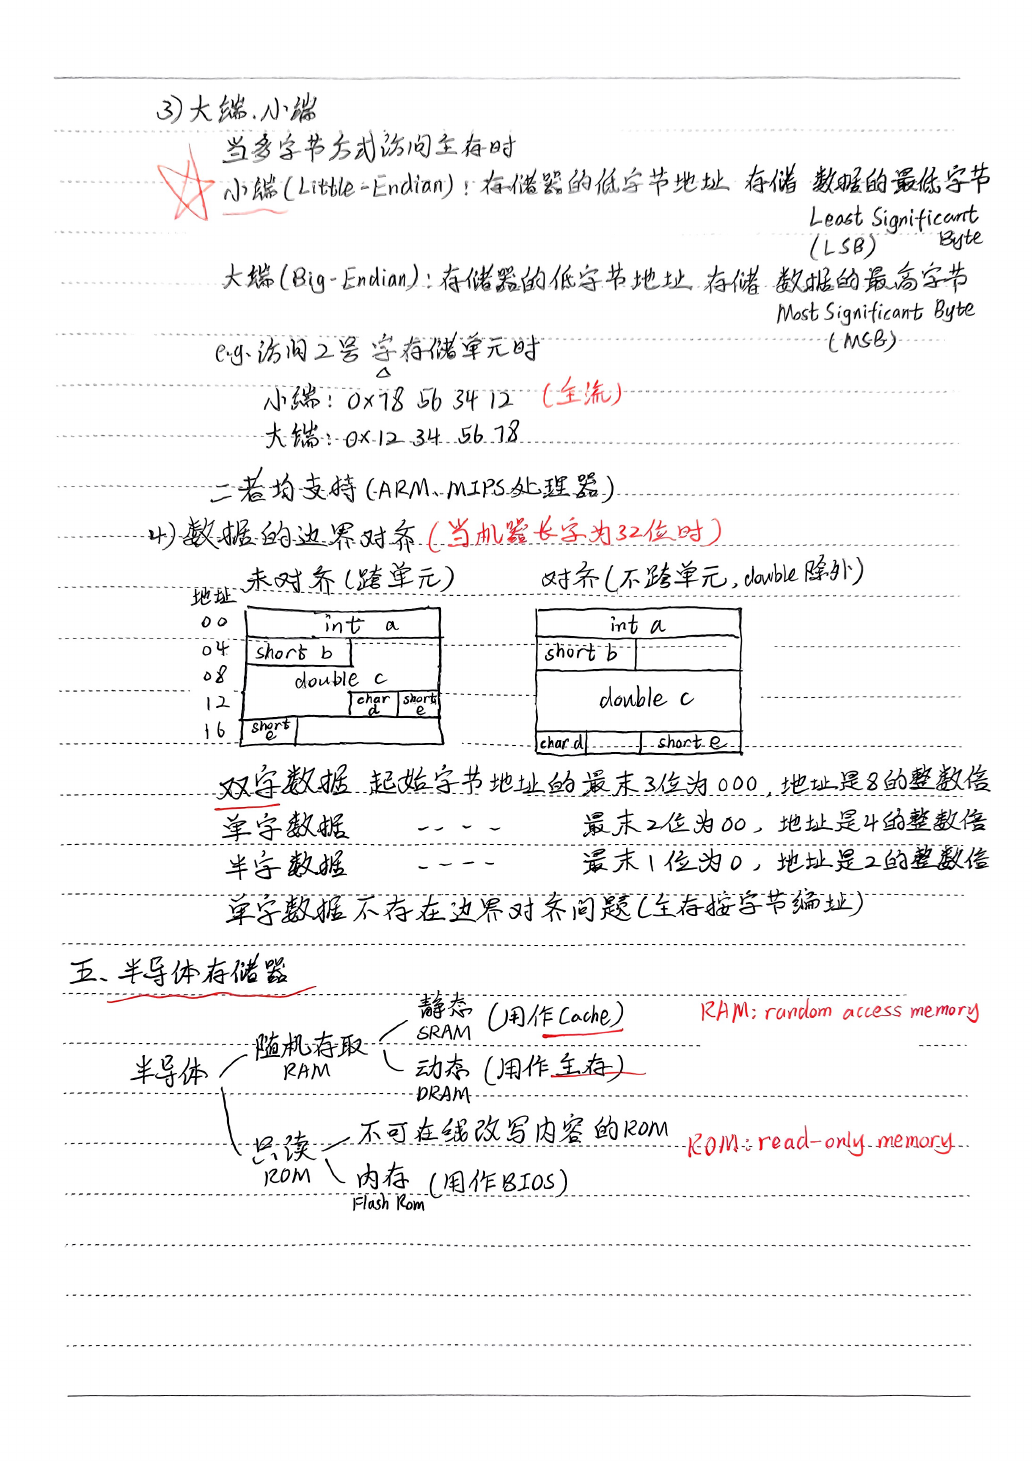 3)大端、小端
当多字节方式访问主存时
小端(Little-Endian):存储器的低字节地址 存储 数据的最低字节
Least Significant Byte
(LSB)
大端(Big-Endian):存储器的低字节地址 存储 数据的最高字节
Most Significant Byte
(MSB)
e.g.访问2号字存储单元时
小端:0x78 56 34 12 (主流)
大端:0x12 34 56 78
二者均支持(ARM、MIPS处理器)
4)数据的边界对齐(当机器长字为32位时)
未对齐(跨单元) 对齐(不跨单元,double除外)
地址
00 int a int a
04 short b short b
08 double c double c
12 char d short e
16 short e char d short e
双字数据 起始字节地址的最末3位为000,地址是8的整数倍
单字数据 ---- 最末2位为00,地址是4的整数倍
半字数据 ---- 最末1位为0,地址是2的整数倍
单字数据不存在边界对齐问题(主存按字节编址)
五、半导体存储器
静态 (用作Cache) RAM: random access memory
SRAM
随机存取
RAM
半导体 动态 (用作主存)
DRAM
只读 不可在线改写内容的ROM ROM: read-only memory
ROM 内存 (用作BIOS)
Flash Rom